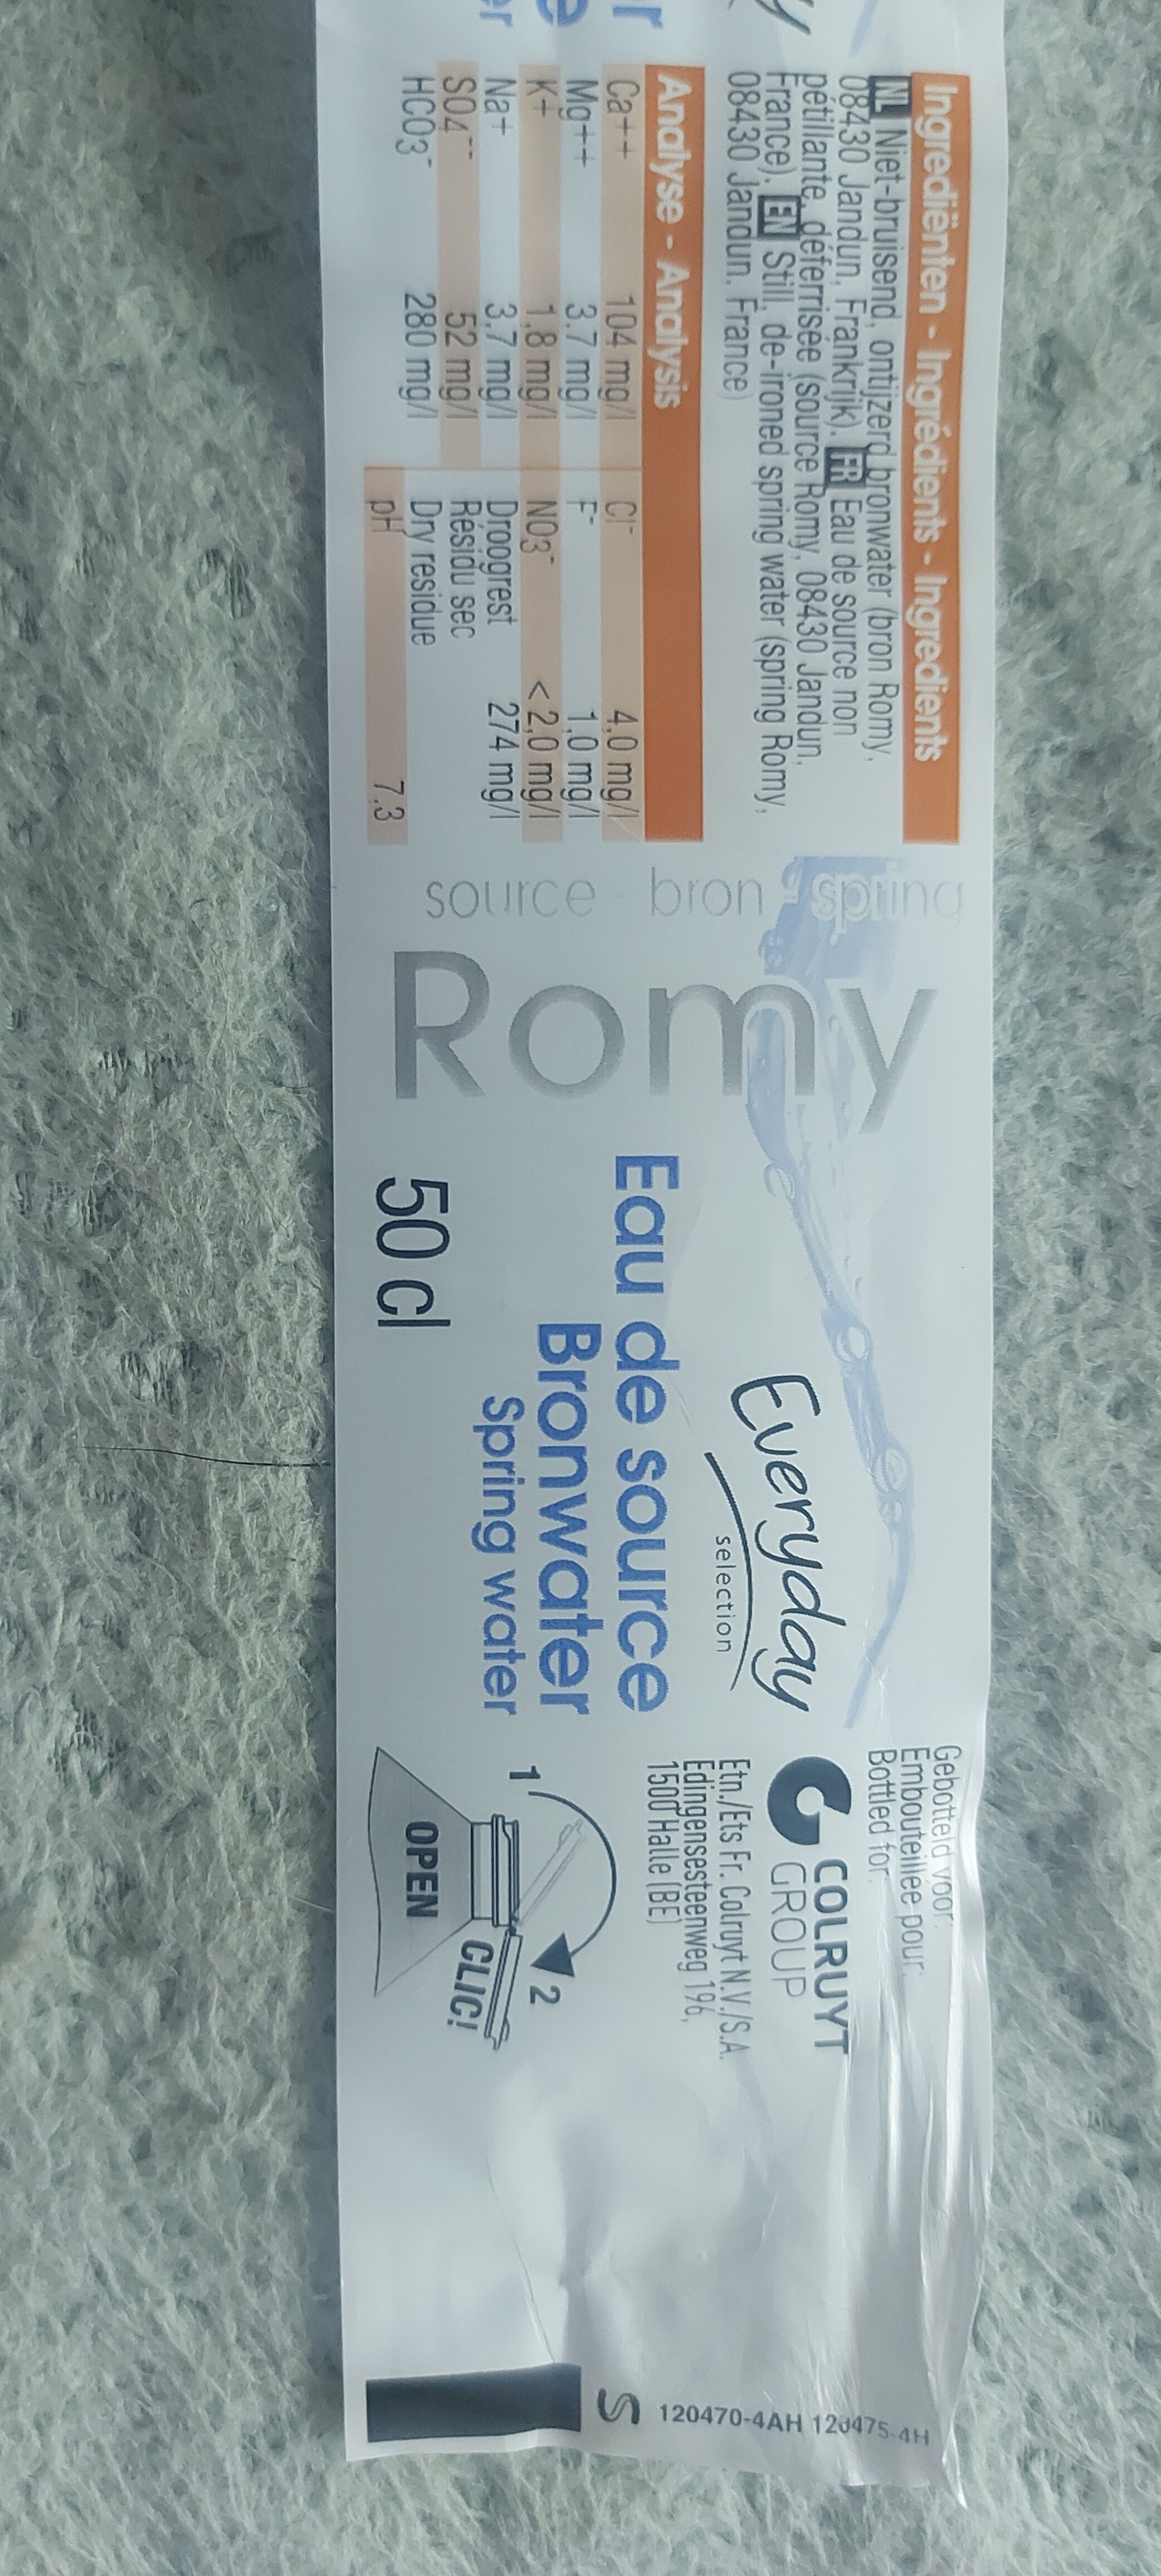 Ingrediënten - Ingrédients - Ingredients
NL Niet-bruisend, ontijzerd bronwater (bron Romy,
08430 Jandun, Frankrijk). FR Eau de source non
pétillante, déferrisée (source Romy, 08430 Jandun,
France). EN Still, de-ironed spring water (spring Romy,
08430 Jandun. France)
Analyse - Analysis
Ca++ 104 mg/l Cl- 4,0 mg/l
Mg++ 3,7 mg/l F- 1,0 mg/l
K+ 1,8 mg/l NO3- < 2,0 mg/l
Na+ 3,7 mg/l Droogrest 274 mg/l
SO4-- 52 mg/l Résidu sec
HCO3- 280 mg/l Dry residue
pH 7.3
source - bron - spring
Romy
Everyday
selection
Eau de source
Bronwater
Spring water
50 cl
Gebotteld voor:
Embouteillée pour:
Bottled for:
COLRUYT
GROUP
Etn./Ets Fr. Colruyt N.V./S.A.
Edingensesteenweg 196,
1500 Halle (BE)
1
2
CLIC!
OPEN
S 120470-4AH 120475-4H